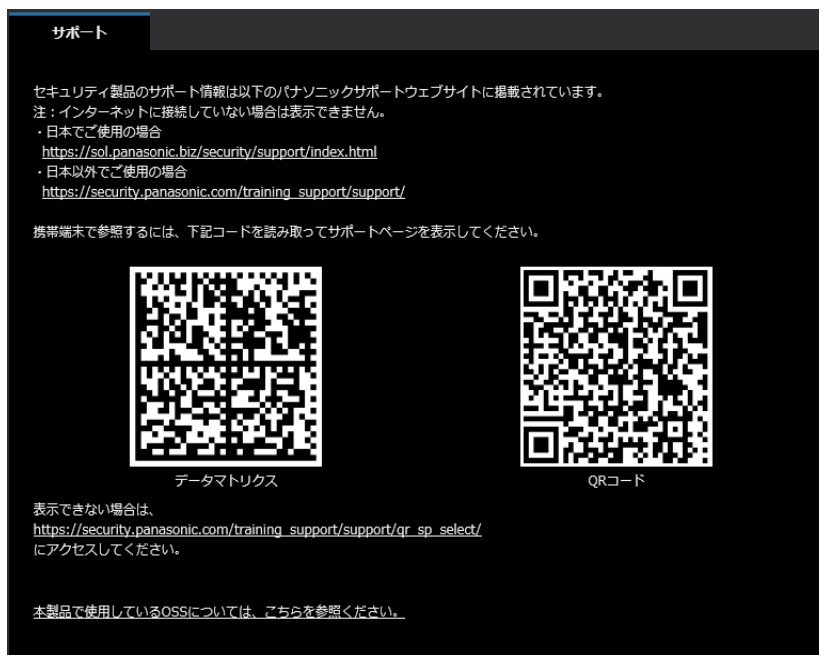 サポート
セキュリティ製品のサポート情報は以下のパナソニックサポートウェブサイトに掲載されています。
注：インターネットに接続していない場合は表示できません。
・日本でご使用の場合
https://sol.panasonic.biz/security/support/index.html
・日本以外でご使用の場合
https://security.panasonic.com/training_support/support/
携帯端末で参照するには、下記コードを読み取ってサポートページを表示してください。
データマトリクス
QRコード
表示できない場合は、
https://security.panasonic.com/training_support/support/qr_sp_select/
にアクセスしてください。
本製品で使用しているOSSについては、こちらを参照ください。